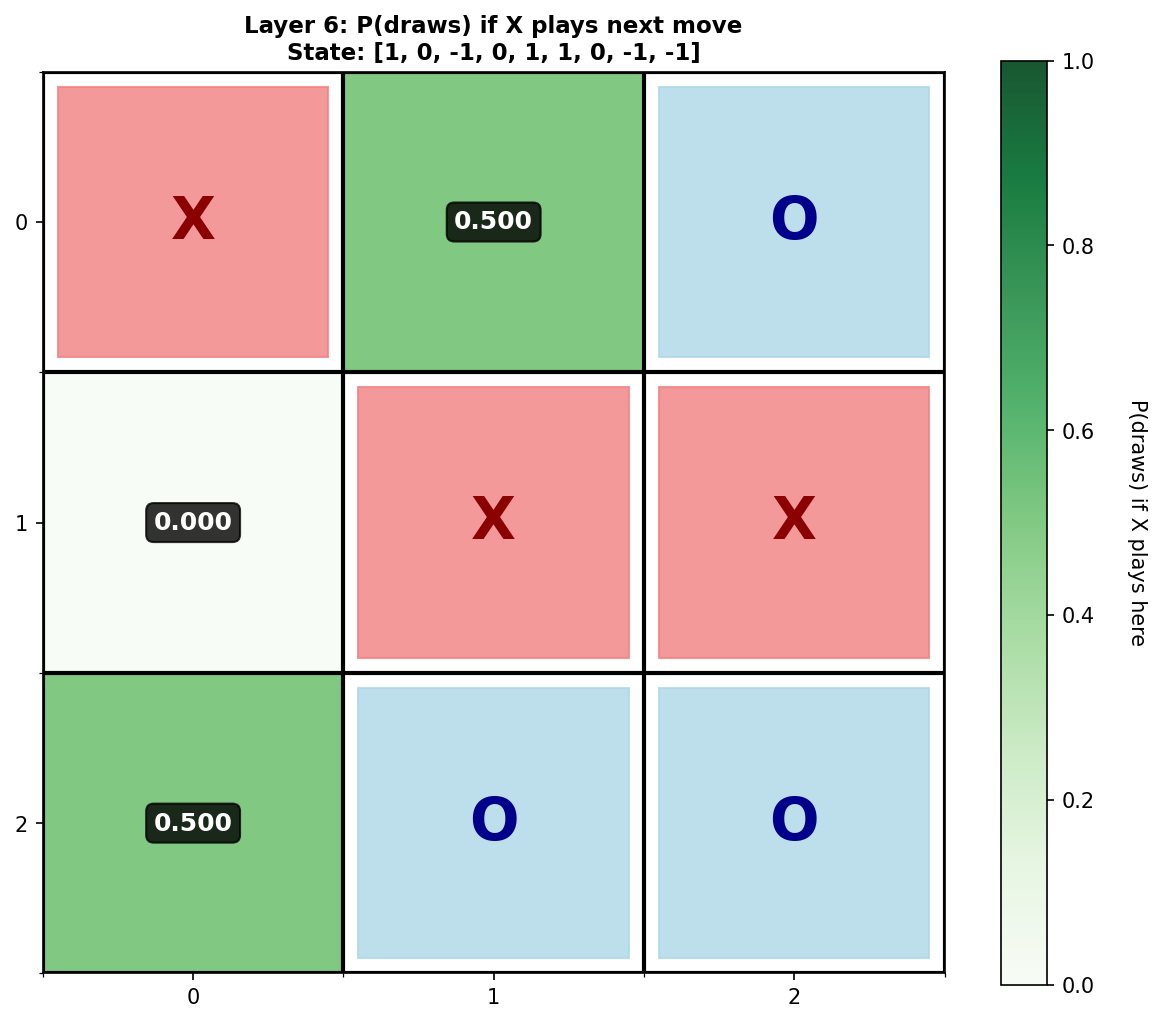 Layer 6: P(draws) if X plays next move
State: [1, 0, -1, 0, 1, 1, 0, -1, -1]
0
X
0.500
O
1
0.000
X
X
2
0.500
O
O
0
1
2
1.0
0.8
0.6
0.4
0.2
0.0
P(draws) if X plays here